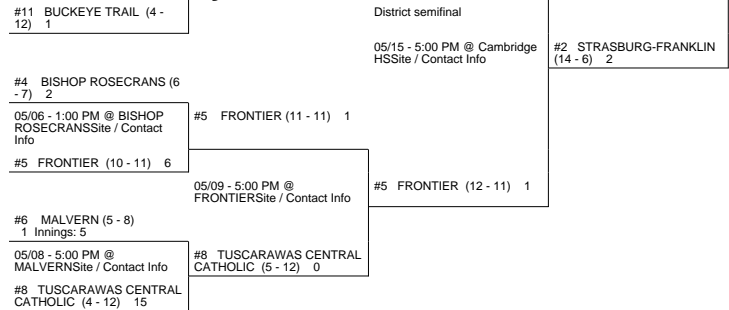 #11 BUCKEYE TRAIL (4 -
12) 1
District semifinal
05/15 - 5:00 PM @ Cambridge
HSSite / Contact Info
#2 STRASBURG-FRANKLIN
(14 - 6) 2
#4 BISHOP ROSECRANS (6
- 7) 2
05/06 - 1:00 PM @ BISHOP
ROSECRANSSite / Contact
Info
#5 FRONTIER (11 - 11) 1
#5 FRONTIER (10 - 11) 6
05/09 - 5:00 PM @
FRONTIERSite / Contact Info
#5 FRONTIER (12 - 11) 1
#6 MALVERN (5 - 8)
1 Innings: 5
05/08 - 5:00 PM @
MALVERNSite / Contact Info
#8 TUSCARAWAS CENTRAL
CATHOLIC (5 - 12) 0
#8 TUSCARAWAS CENTRAL
CATHOLIC (4 - 12) 15